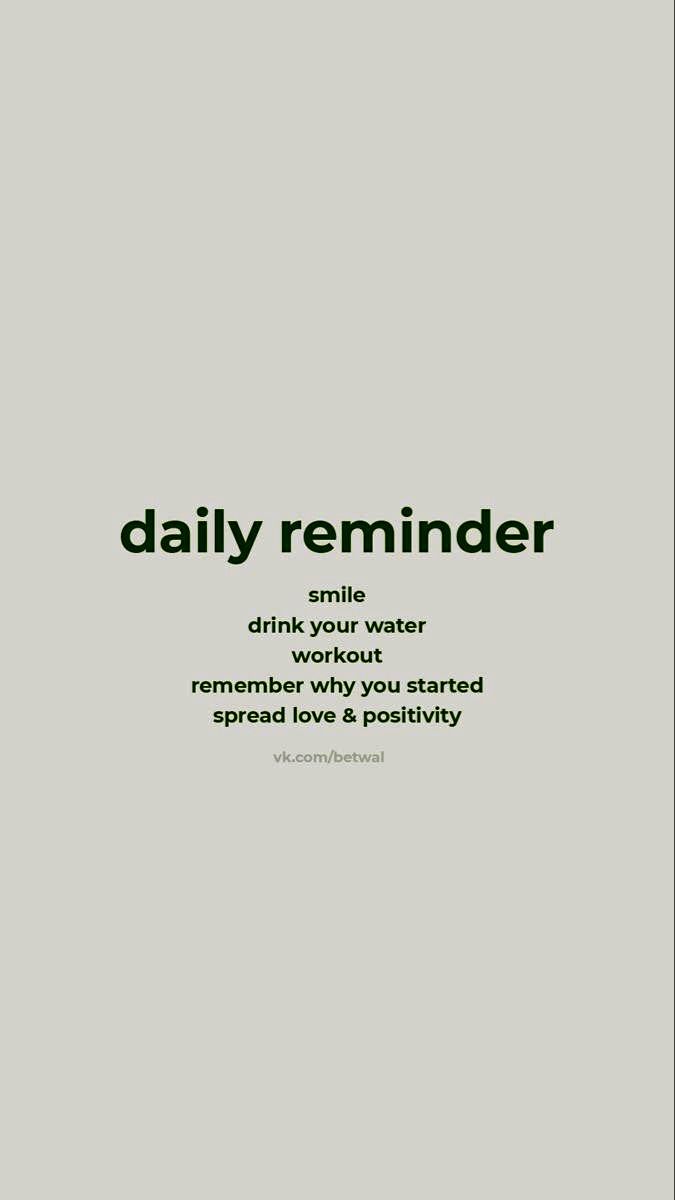 daily reminder
smile
drink your water
workout
remember why you started
spread love & positivity
vk.com/betwal